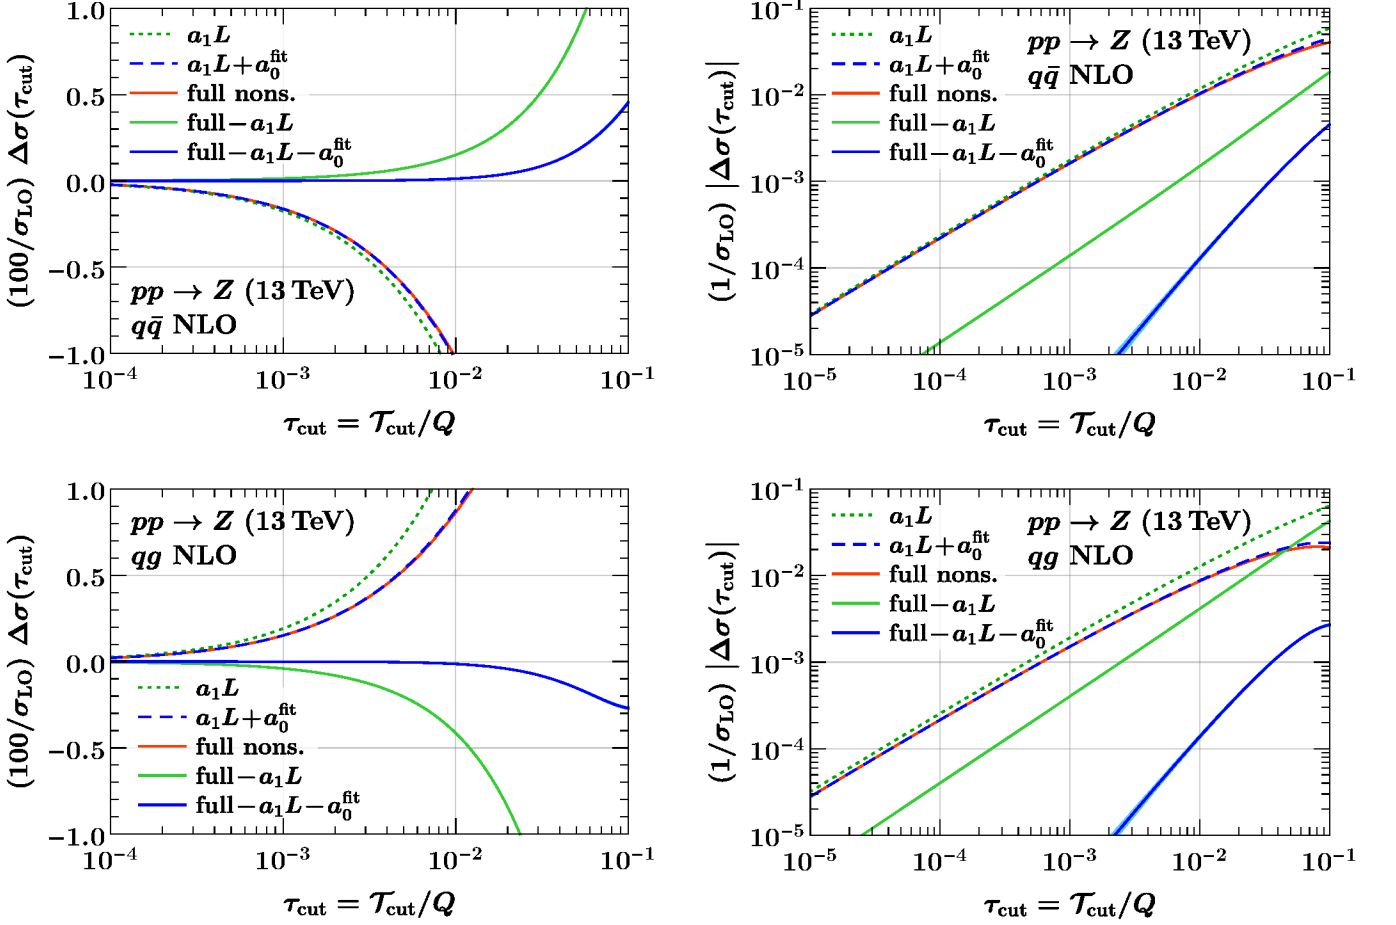 (100/σ_LO) Δσ(τ_cut)
1.0
0.5
0.0
−0.5
−1.0
a₁L
a₁L+a₀^fit
full nons.
full−a₁L
full−a₁L−a₀^fit
pp → Z (13 TeV)
qq̄ NLO
10⁻⁴ 10⁻³ 10⁻² 10⁻¹
τ_cut = 𝒯_cut/Q
(1/σ_LO) |Δσ(τ_cut)|
10⁻¹
10⁻²
10⁻³
10⁻⁴
10⁻⁵
a₁L
a₁L+a₀^fit
full nons.
full−a₁L
full−a₁L−a₀^fit
pp → Z (13 TeV)
qq̄ NLO
10⁻⁵ 10⁻⁴ 10⁻³ 10⁻² 10⁻¹
τ_cut = 𝒯_cut/Q
(100/σ_LO) Δσ(τ_cut)
1.0
0.5
0.0
−0.5
−1.0
pp → Z (13 TeV)
qg NLO
a₁L
a₁L+a₀^fit
full nons.
full−a₁L
full−a₁L−a₀^fit
10⁻⁴ 10⁻³ 10⁻² 10⁻¹
τ_cut = 𝒯_cut/Q
(1/σ_LO) |Δσ(τ_cut)|
10⁻¹
10⁻²
10⁻³
10⁻⁴
10⁻⁵
a₁L
a₁L+a₀^fit
full nons.
full−a₁L
full−a₁L−a₀^fit
pp → Z (13 TeV)
qg NLO
10⁻⁵ 10⁻⁴ 10⁻³ 10⁻² 10⁻¹
τ_cut = 𝒯_cut/Q